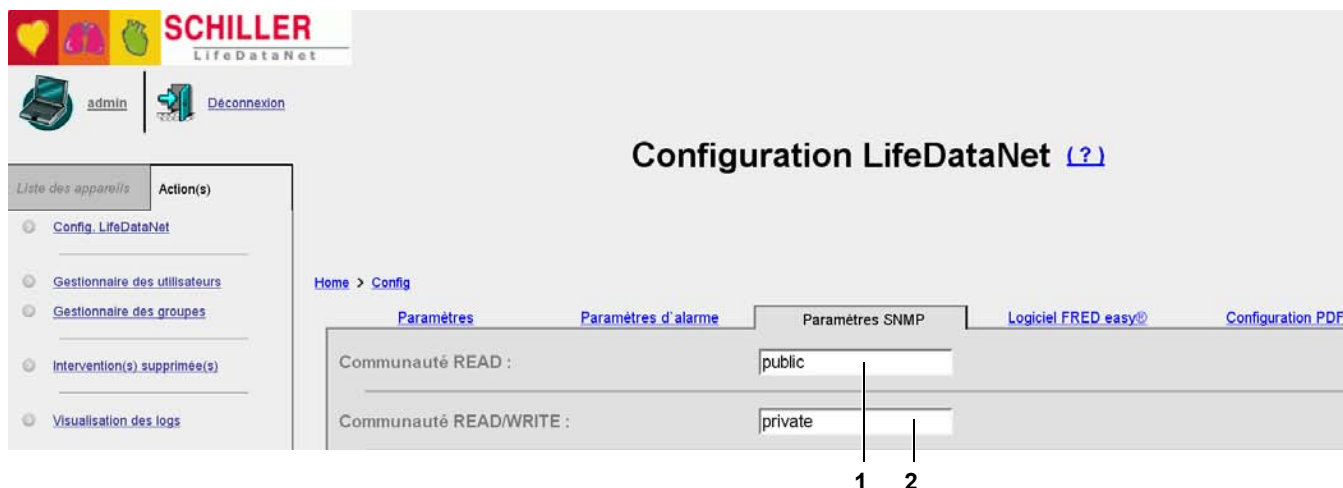 SCHILLER
LifeDataNet
admin
Déconnexion
Configuration LifeDataNet (?)
Liste des appareils
Action(s)
Config. LifeDataNet
Gestionnaire des utilisateurs
Gestionnaire des groupes
Intervention(s) supprimée(s)
Visualisation des logs
Home > Config
Paramètres
Paramètres d'alarme
Paramètres SNMP
Logiciel FRED easy®
Configuration PDF
Communauté READ :
public
Communauté READ/WRITE :
private
1
2